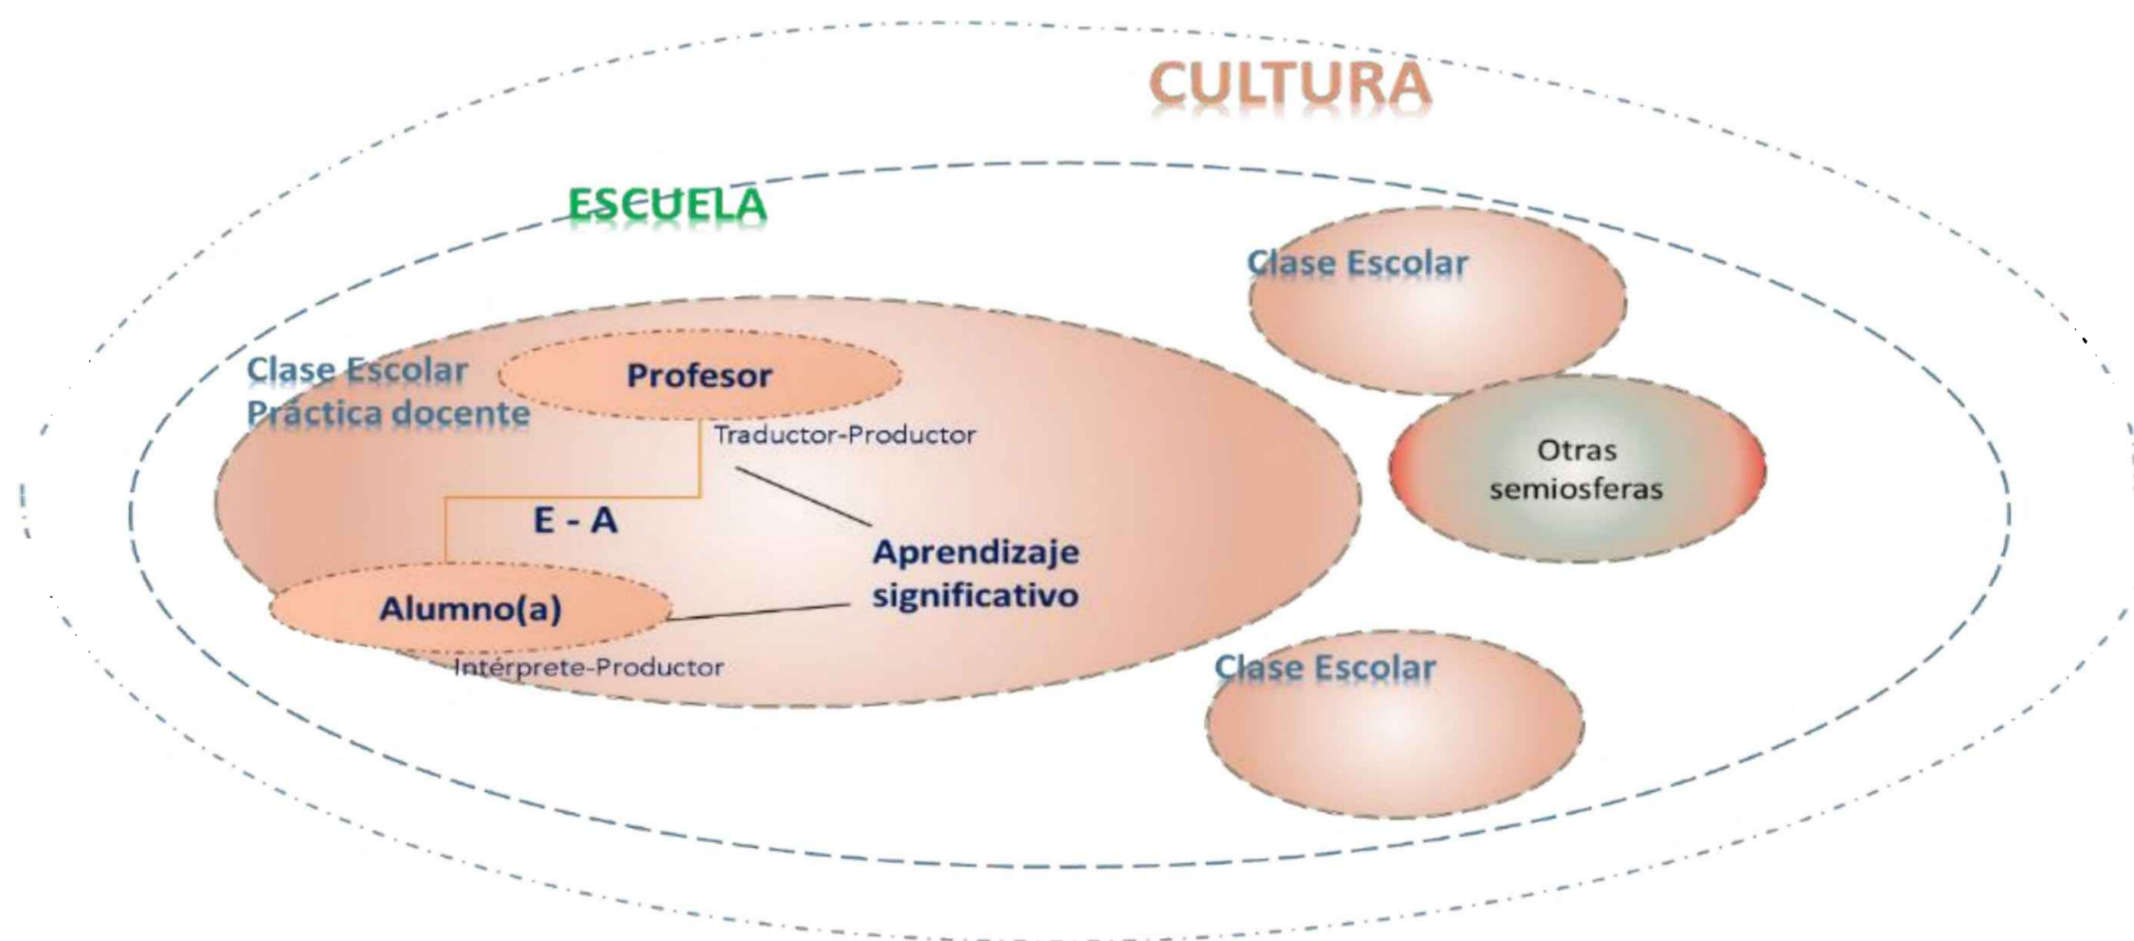 CULTURA
ESCUELA
Clase Escolar
Clase Escolar
Práctica docente
Profesor
Traductor-Productor
Otras
semiosferas
E - A
Aprendizaje
significativo
Alumno(a)
Intérprete-Productor
Clase Escolar